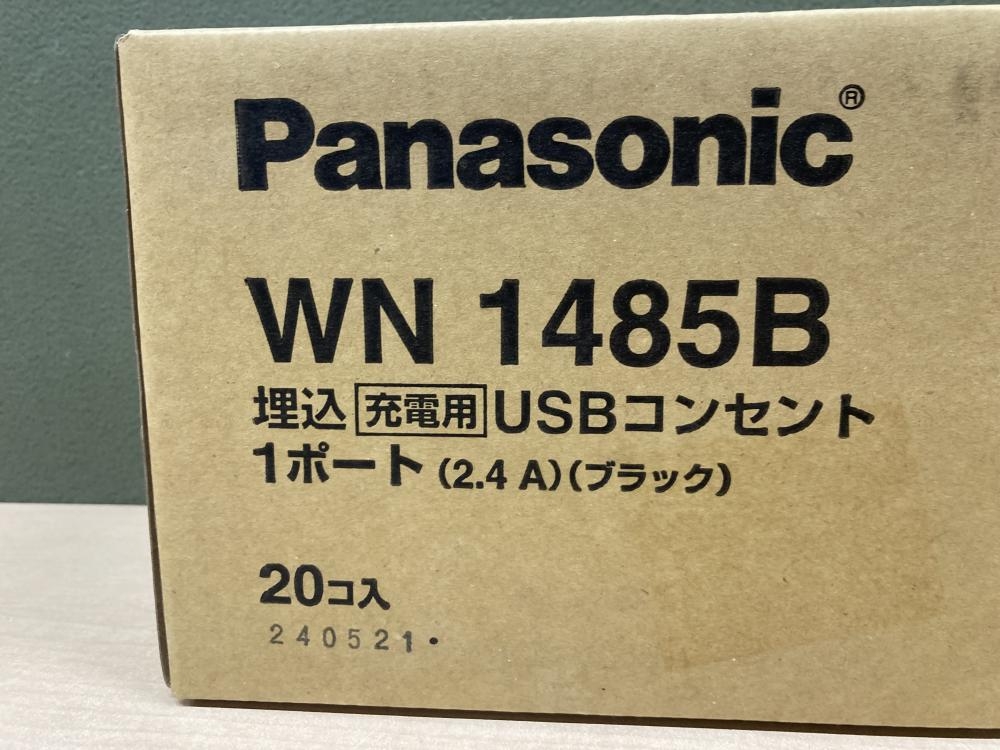 Panasonic®
WN 1485B
埋込 充電用 USBコンセント
1ポート (2.4 A)(ブラック)
20コ入
240521・